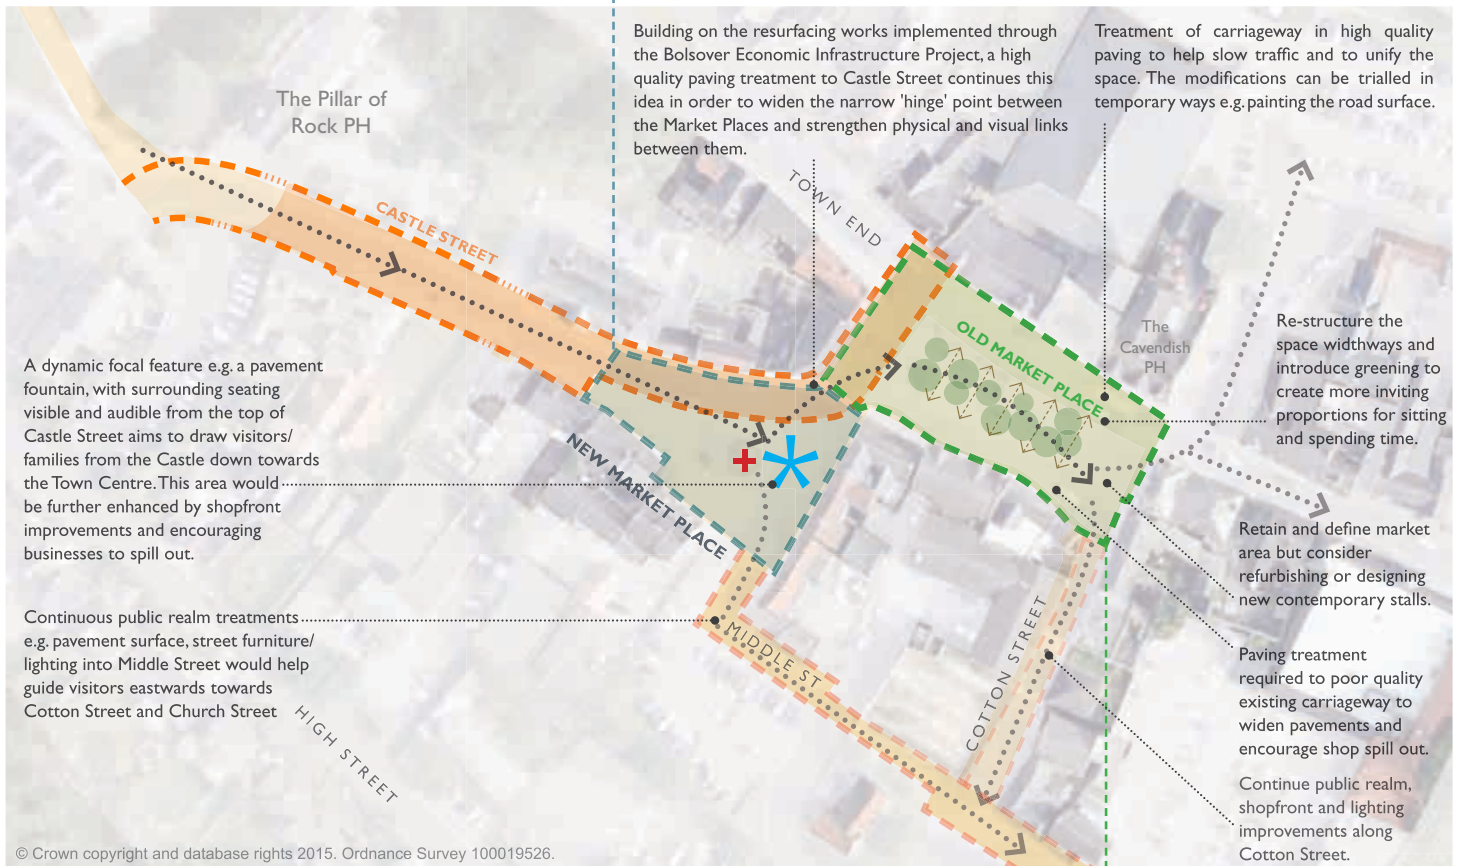 Building on the resurfacing works implemented through
the Bolsover Economic Infrastructure Project, a high
quality paving treatment to Castle Street continues this
idea in order to widen the narrow 'hinge' point between
the Market Places and strengthen physical and visual links
between them.
Treatment of carriageway in high quality
paving to help slow traffic and to unify the
space. The modifications can be trialled in
temporary ways e.g. painting the road surface.
The Pillar of
Rock PH
TOWN END
CASTLE STREET
OLD MARKET PLACE
The
Cavendish
PH
Re-structure the
space widthways and
introduce greening to
create more inviting
proportions for sitting
and spending time.
A dynamic focal feature e.g. a pavement
fountain, with surrounding seating
visible and audible from the top of
Castle Street aims to draw visitors/
families from the Castle down towards
the Town Centre. This area would
be further enhanced by shopfront
improvements and encouraging
businesses to spill out.
NEW MARKET PLACE
Retain and define market
area but consider
refurbishing or designing
new contemporary stalls.
Continuous public realm treatments
e.g. pavement surface, street furniture/
lighting into Middle Street would help
guide visitors eastwards towards
Cotton Street and Church Street
MIDDLE ST
COTTON STREET
HIGH STREET
Paving treatment
required to poor quality
existing carriageway to
widen pavements and
encourage shop spill out.
Continue public realm,
shopfront and lighting
improvements along
Cotton Street.
© Crown copyright and database rights 2015. Ordnance Survey 100019526.